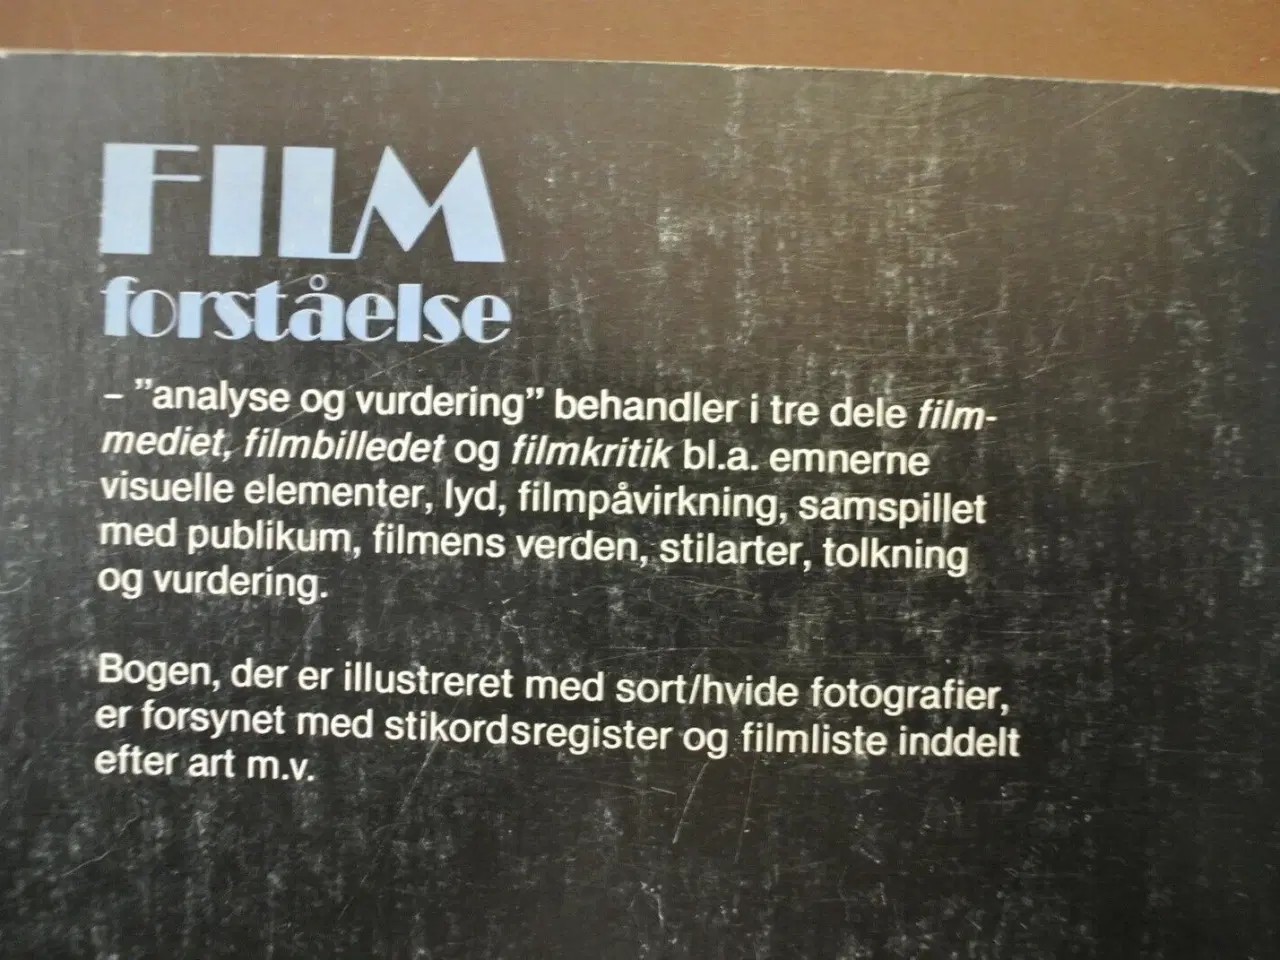 FILM
forståelse
– ”analyse og vurdering” behandler i tre dele film-
mediet, filmbilledet og filmkritik bl.a. emnerne
visuelle elementer, lyd, filmpåvirkning, samspillet
med publikum, filmens verden, stilarter, tolkning
og vurdering.
Bogen, der er illustreret med sort/hvide fotografier,
er forsynet med stikordsregister og filmliste inddelt
efter art m.v.